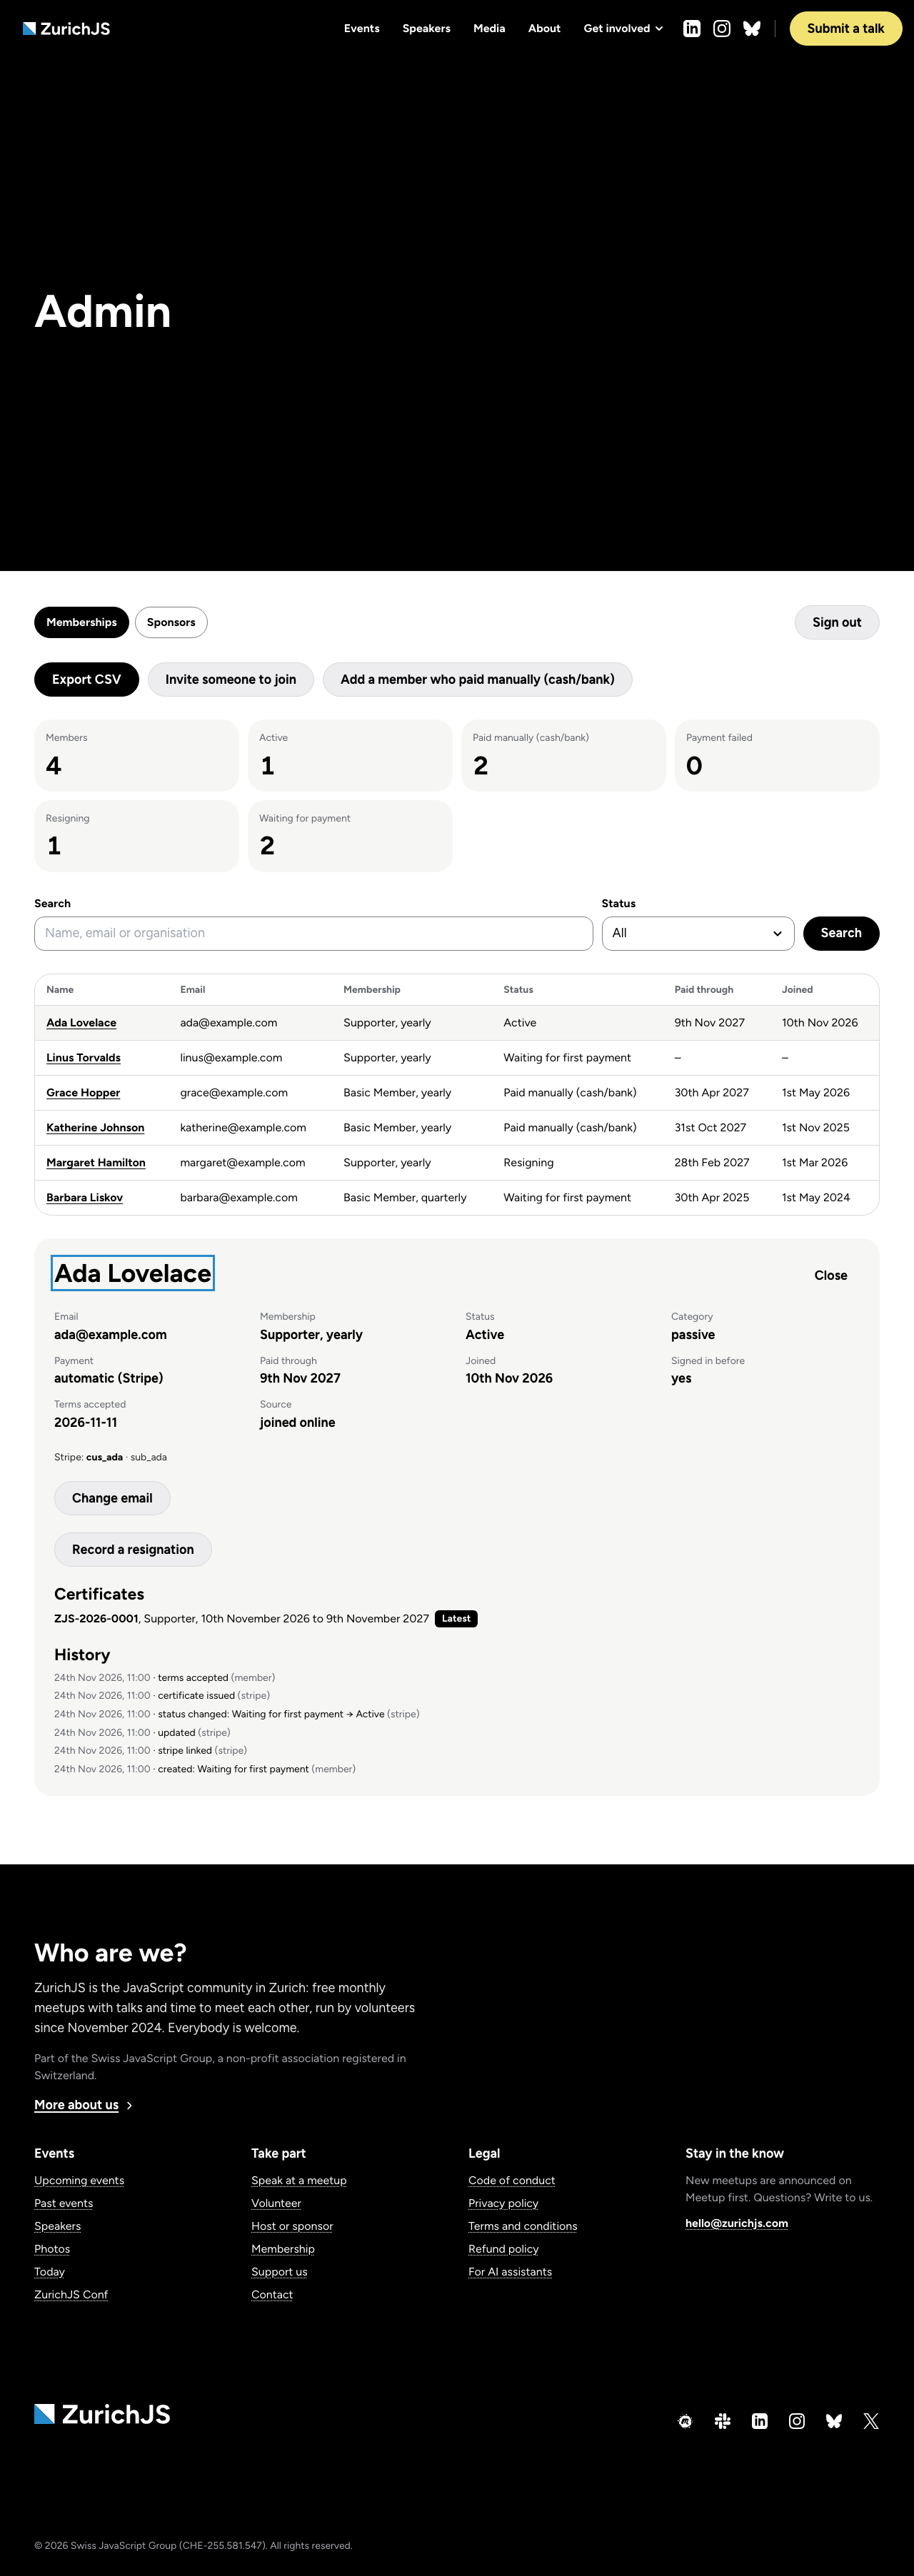 ZurichJS
Events Speakers Media About Get involved Submit a talk
Admin
Memberships Sponsors Sign out
Export CSV Invite someone to join Add a member who paid manually (cash/bank)
Members Active Paid manually (cash/bank) Payment failed
4 1 2 0
Resigning Waiting for payment
1 2
Search Status
Name, email or organisation All Search
Name Email Membership Status Paid through Joined
Ada Lovelace ada@example.com Supporter, yearly Active 9th Nov 2027 10th Nov 2026
Linus Torvalds linus@example.com Supporter, yearly Waiting for first payment – –
Grace Hopper grace@example.com Basic Member, yearly Paid manually (cash/bank) 30th Apr 2027 1st May 2026
Katherine Johnson katherine@example.com Basic Member, yearly Paid manually (cash/bank) 31st Oct 2027 1st Nov 2025
Margaret Hamilton margaret@example.com Supporter, yearly Resigning 28th Feb 2027 1st Mar 2026
Barbara Liskov barbara@example.com Basic Member, quarterly Waiting for first payment 30th Apr 2025 1st May 2024
Ada Lovelace Close
Email Membership Status Category
ada@example.com Supporter, yearly Active passive
Payment Paid through Joined Signed in before
automatic (Stripe) 9th Nov 2027 10th Nov 2026 yes
Terms accepted Source
2026-11-11 joined online
Stripe: cus_ada · sub_ada
Change email
Record a resignation
Certificates
ZJS-2026-0001, Supporter, 10th November 2026 to 9th November 2027 Latest
History
24th Nov 2026, 11:00 · terms accepted (member)
24th Nov 2026, 11:00 · certificate issued (stripe)
24th Nov 2026, 11:00 · status changed: Waiting for first payment → Active (stripe)
24th Nov 2026, 11:00 · updated (stripe)
24th Nov 2026, 11:00 · stripe linked (stripe)
24th Nov 2026, 11:00 · created: Waiting for first payment (member)
Who are we?
ZurichJS is the JavaScript community in Zurich: free monthly
meetups with talks and time to meet each other, run by volunteers
since November 2024. Everybody is welcome.
Part of the Swiss JavaScript Group, a non-profit association registered in
Switzerland.
More about us
Events Take part Legal Stay in the know
Upcoming events Speak at a meetup Code of conduct New meetups are announced on
Past events Volunteer Privacy policy Meetup first. Questions? Write to us.
Speakers Host or sponsor Terms and conditions hello@zurichjs.com
Photos Membership Refund policy
Today Support us For AI assistants
ZurichJS Conf Contact
ZurichJS
© 2026 Swiss JavaScript Group (CHE-255.581.547). All rights reserved.